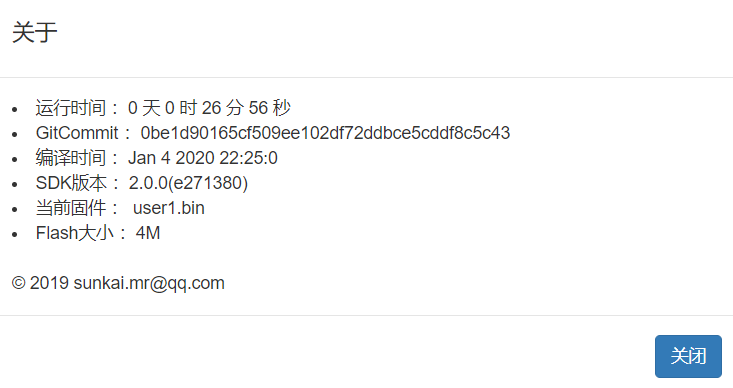 关于
• 运行时间： 0 天 0 时 26 分 56 秒
• GitCommit： 0be1d90165cf509ee102df72ddbce5cddf8c5c43
• 编译时间： Jan 4 2020 22:25:0
• SDK版本： 2.0.0(e271380)
• 当前固件： user1.bin
• Flash大小： 4M
© 2019 sunkai.mr@qq.com
关闭